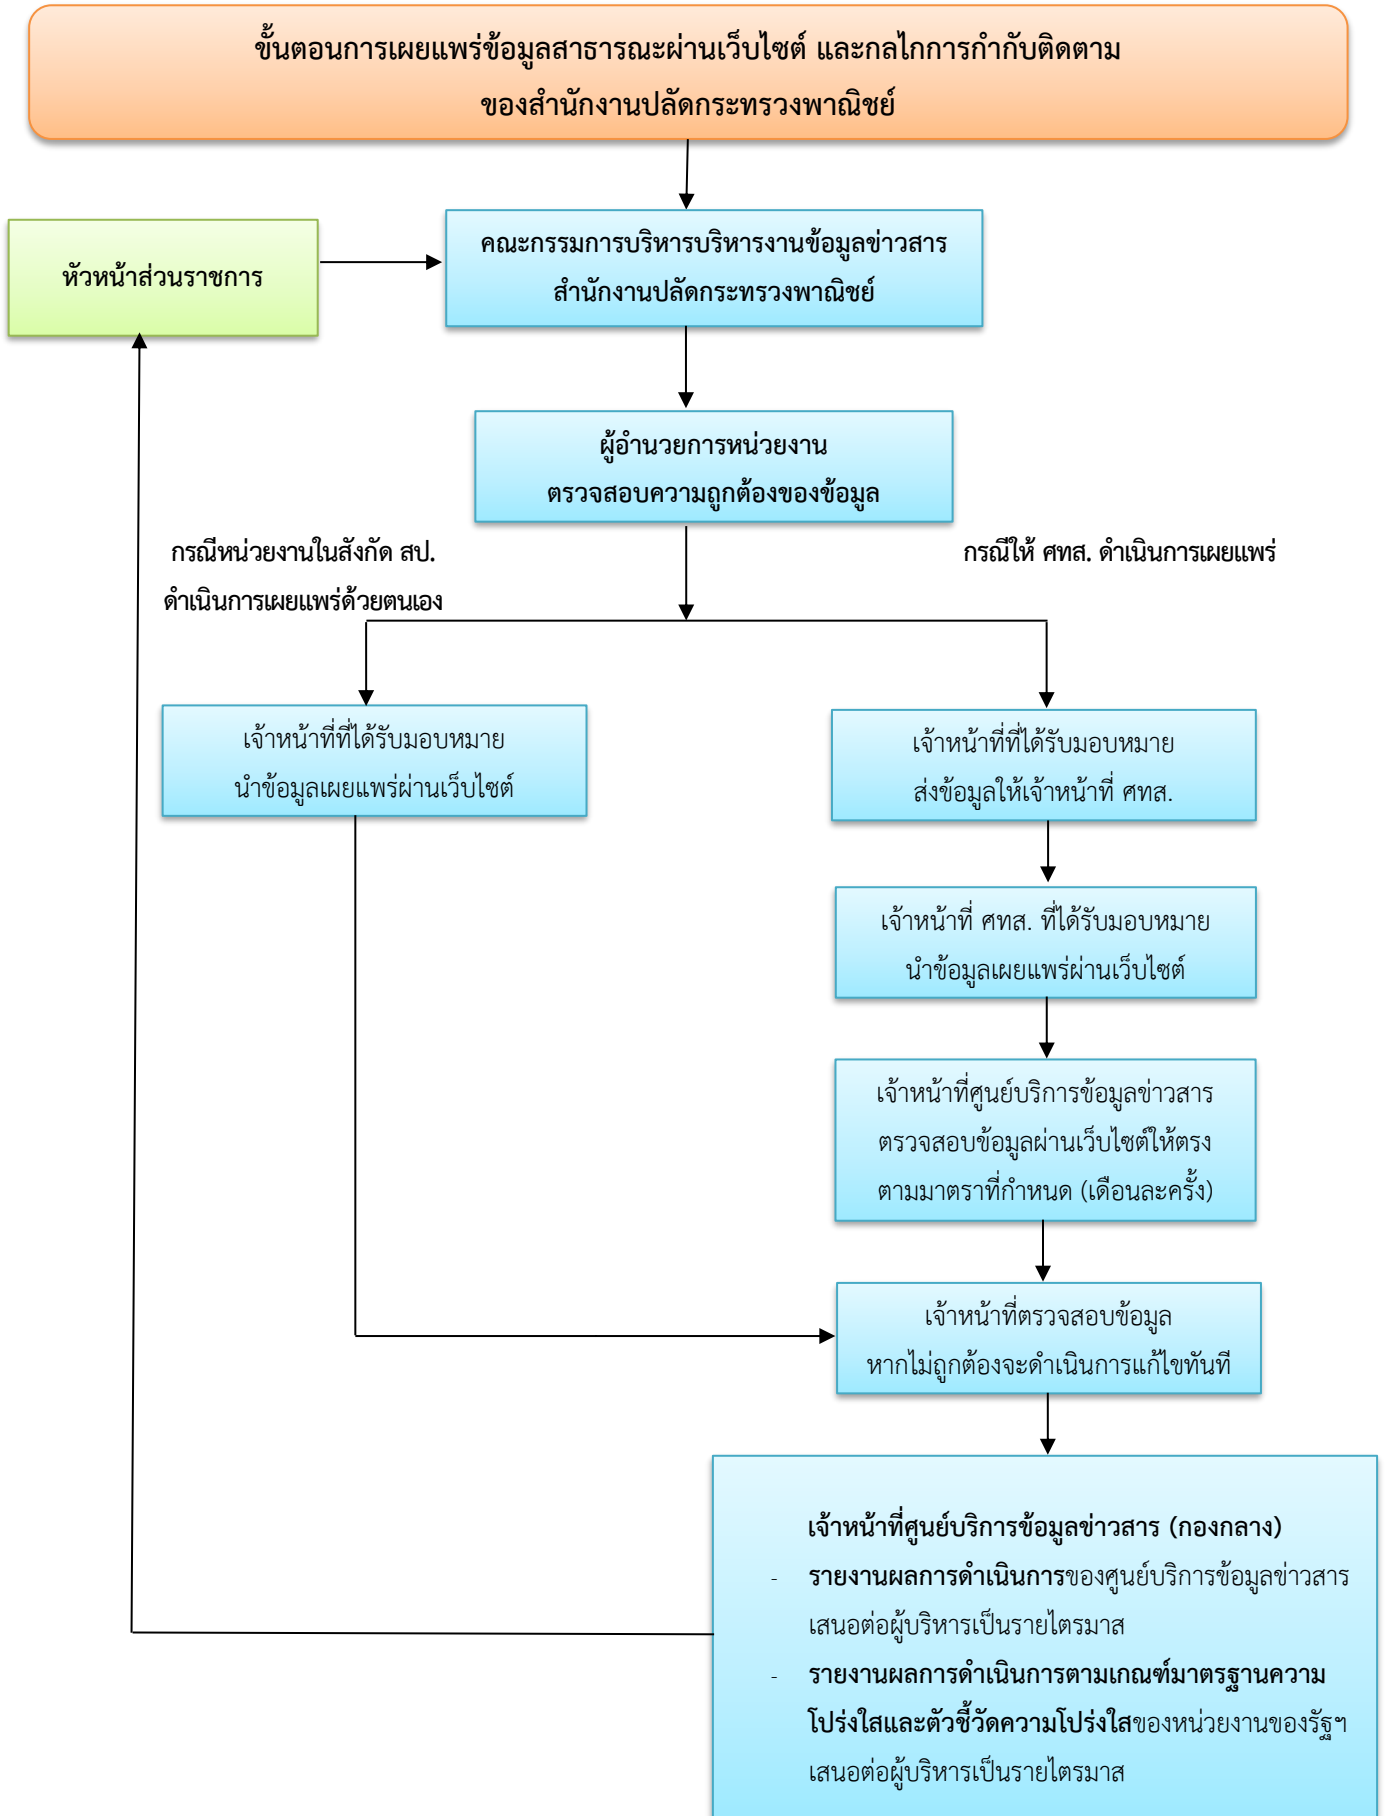 ขั้นตอนการเผยแพร่ข้อมูลสาธารณะผ่านเว็บไซต์ และกลไกการกำกับติดตาม
ของสำนักงานปลัดกระทรวงพาณิชย์
หัวหน้าส่วนราชการ
คณะกรรมการบริหารบริหารงานข้อมูลข่าวสาร
สำนักงานปลัดกระทรวงพาณิชย์
ผู้อำนวยการหน่วยงาน
ตรวจสอบความถูกต้องของข้อมูล
กรณีหน่วยงานในสังกัด สป.
ดำเนินการเผยแพร่ด้วยตนเอง
กรณีให้ ศทส. ดำเนินการเผยแพร่
เจ้าหน้าที่ที่ได้รับมอบหมาย
นำข้อมูลเผยแพร่ผ่านเว็บไซต์
เจ้าหน้าที่ที่ได้รับมอบหมาย
ส่งข้อมูลให้เจ้าหน้าที่ ศทส.
เจ้าหน้าที่ ศทส. ที่ได้รับมอบหมาย
นำข้อมูลเผยแพร่ผ่านเว็บไซต์
เจ้าหน้าที่ศูนย์บริการข้อมูลข่าวสาร
ตรวจสอบข้อมูลผ่านเว็บไซต์ให้ตรง
ตามมาตราที่กำหนด (เดือนละครั้ง)
เจ้าหน้าที่ตรวจสอบข้อมูล
หากไม่ถูกต้องจะดำเนินการแก้ไขทันที
เจ้าหน้าที่ศูนย์บริการข้อมูลข่าวสาร (กองกลาง)
- รายงานผลการดำเนินการของศูนย์บริการข้อมูลข่าวสาร
เสนอต่อผู้บริหารเป็นรายไตรมาส
- รายงานผลการดำเนินการตามเกณฑ์มาตรฐานความ
โปร่งใสและตัวชี้วัดความโปร่งใสของหน่วยงานของรัฐฯ
เสนอต่อผู้บริหารเป็นรายไตรมาส